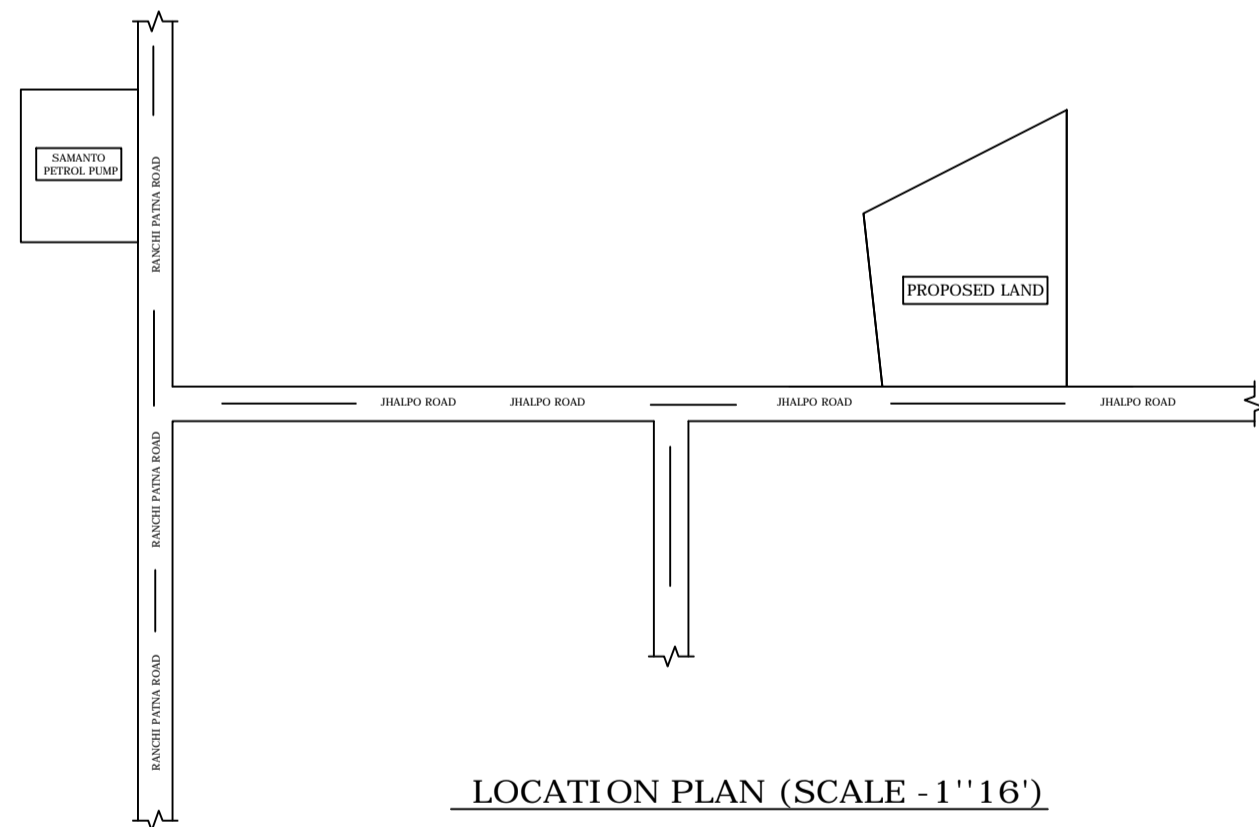 SAMANTO
PETROL PUMP
RANCHI PATNA ROAD
PROPOSED LAND
JHALPO ROAD
JHALPO ROAD
JHALPO ROAD
JHALPO ROAD
RANCHI PATNA ROAD
RANCHI PATNA ROAD
LOCATION PLAN (SCALE - 1''16')